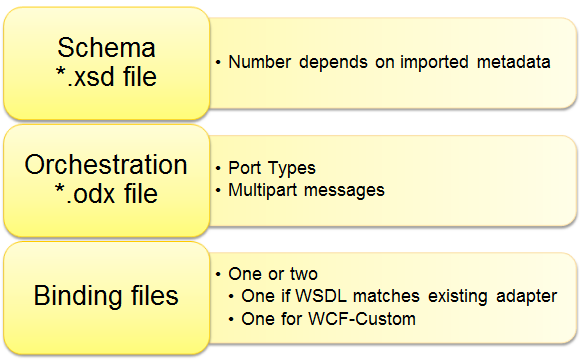 Schema
*.xsd file
• Number depends on imported metadata
Orchestration
*.odx file
• Port Types
• Multipart messages
Binding files
• One or two
• One if WSDL matches existing adapter
• One for WCF-Custom